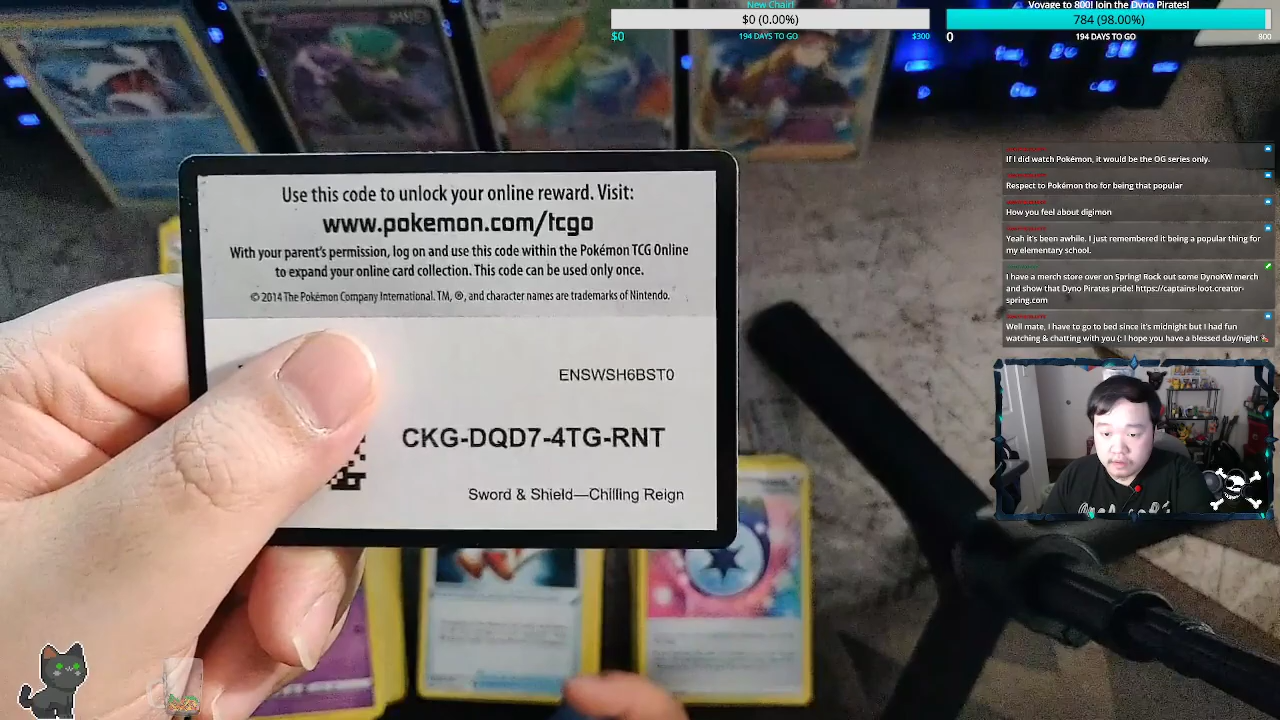 New Chair!
$0 (0.00%)
$0
194 DAYS TO GO
$300
Voyage to 800! Join the Dyno Pirates!
784 (98.00%)
0
194 DAYS TO GO
800
Use this code to unlock your online reward. Visit:
www.pokemon.com/tcgo
With your parent's permission, log on and use this code within the Pokémon TCG Online
to expand your online card collection. This code can be used only once.
© 2014 The Pokémon Company International. TM, ®, and character names are trademarks of Nintendo.
ENSWSH6BST0
CKG-DQD7-4TG-RNT
Sword & Shield—Chilling Reign
If I did watch Pokémon, it would be the OG series only.
Respect to Pokémon tho for being that popular
How you feel about digimon
Yeah it's been awhile. I just remembered it being a popular thing for
my elementary school.
I have a merch store over on Spring! Rock out some DynoKW merch
and show that Dyno Pirates pride! https://captains-loot.creator-
spring.com
Well mate, I have to go to bed since it's midnight but I had fun
watching & chatting with you (: I hope you have a blessed day/night